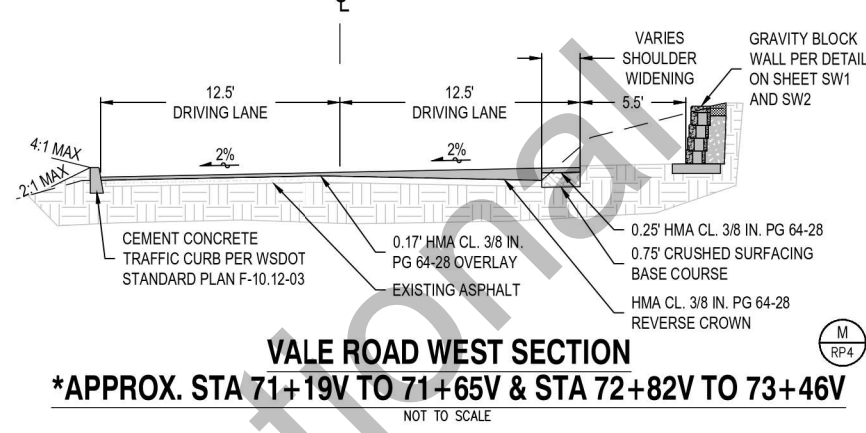 ℄
VARIES
SHOULDER
WIDENING
GRAVITY BLOCK
WALL PER DETAIL
ON SHEET SW1
AND SW2
12.5'
DRIVING LANE
12.5'
DRIVING LANE
5.5'
4:1 MAX
2:1 MAX
2%
2%
CEMENT CONCRETE
TRAFFIC CURB PER WSDOT
STANDARD PLAN F-10.12-03
0.17' HMA CL. 3/8 IN.
PG 64-28 OVERLAY
EXISTING ASPHALT
0.25' HMA CL. 3/8 IN. PG 64-28
0.75' CRUSHED SURFACING
BASE COURSE
HMA CL. 3/8 IN. PG 64-28
REVERSE CROWN
VALE ROAD WEST SECTION
*APPROX. STA 71+19V TO 71+65V & STA 72+82V TO 73+46V
NOT TO SCALE
M
RP4
tional